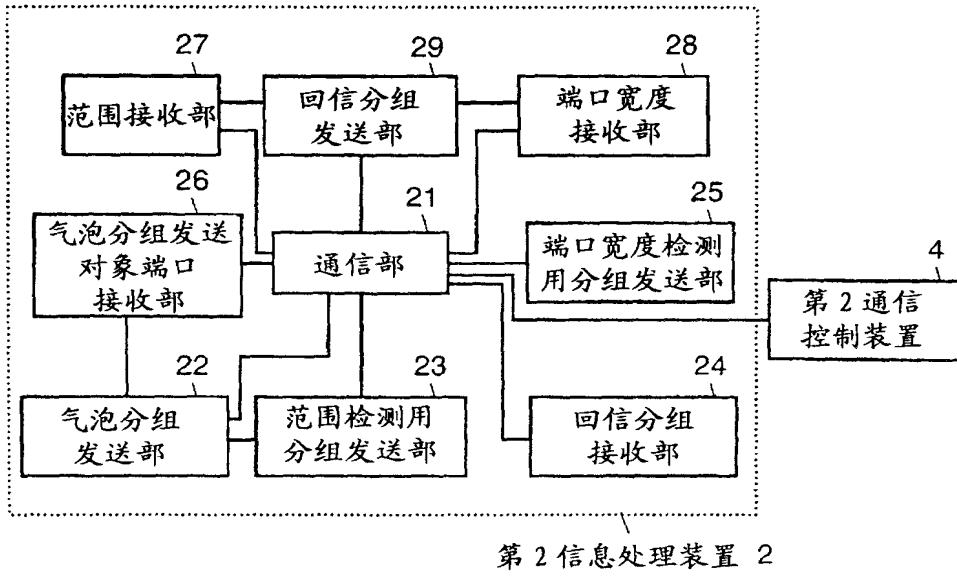 27
范围接收部
29
回信分组
发送部
28
端口宽度
接收部
26
气泡分组发送
对象端口
接收部
21
通信部
25
端口宽度检测
用分组发送部
4
第2通信
控制装置
22
气泡分组
发送部
23
范围检测用
分组发送部
24
回信分组
接收部
第2信息处理装置 2